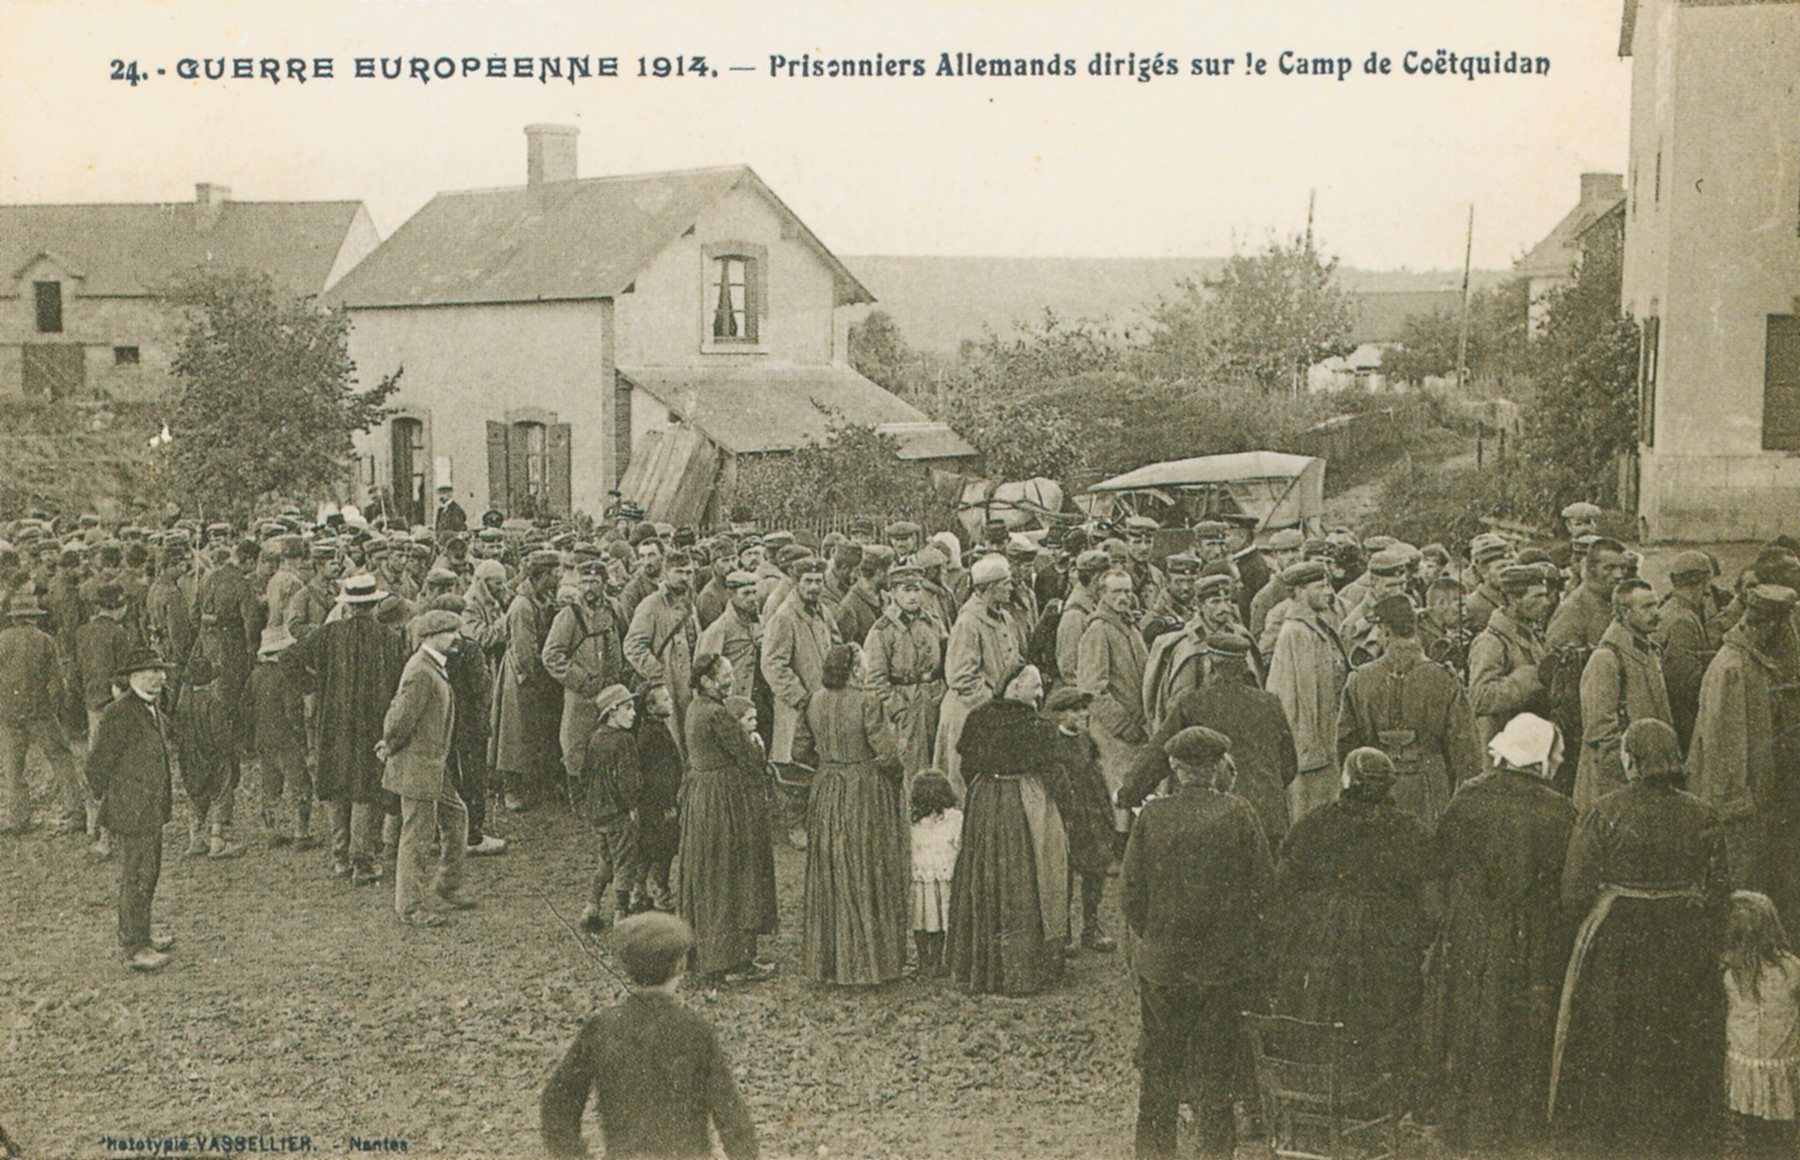 24. - GUERRE EUROPÉENNE 1914. — Prisonniers Allemands dirigés sur le Camp de Coëtquidan
Phototypie VASSELLIER. - Nantes